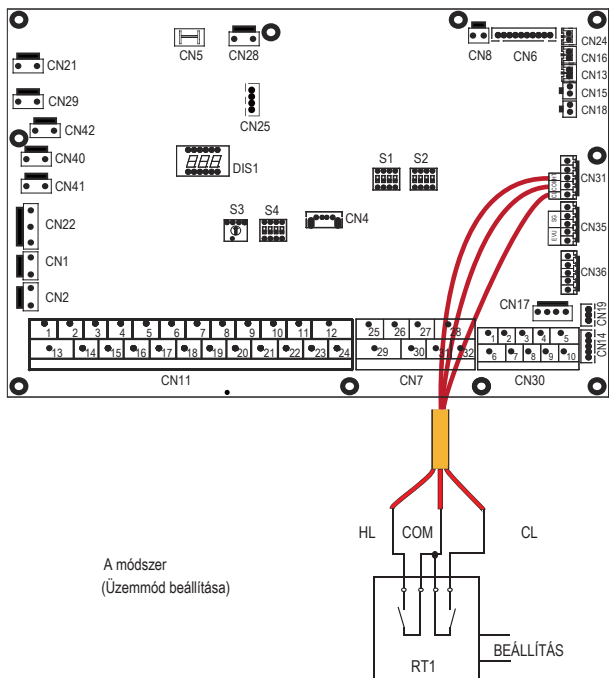 CN21
CN5
CN28
CN8
CN6
CN24
CN16
CN13
CN15
CN18
CN29
CN25
CN42
CN40
DIS1
S1
S2
CN31
CN41
CN22
S3
S4
CN4
SG
EVU
CN35
CN1
CN36
CN2
CN17
CN19
1 2 3 4 5 6 7 8 9 10 11 12
13 14 15 16 17 18 19 20 21 22 23 24
25 26 27 28
29 30 31 32
1 2 3 4 5
6 7 8 9 10
CN14
CN11
CN7
CN30
HL
COM
CL
A módszer
(Üzemmód beállítása)
BEÁLLÍTÁS
RT1